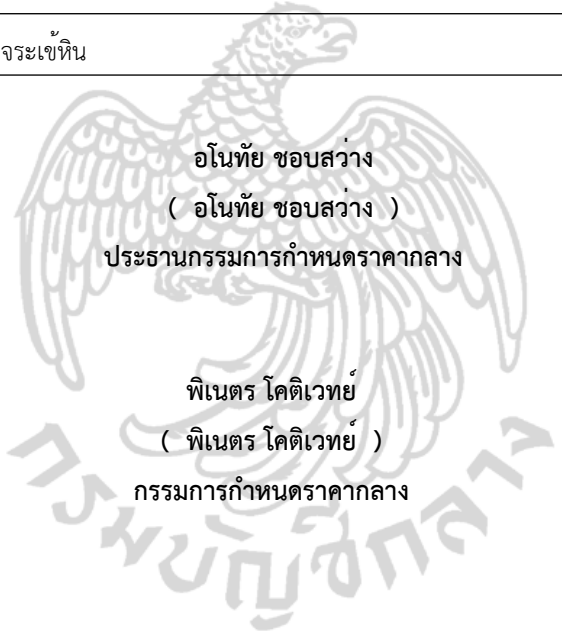 จระเข้หิน
อโนทัย ชอบสว่าง
( อโนทัย ชอบสว่าง )
ประธานกรรมการกำหนดราคากลาง
พิเนตร โคติเวทย์
( พิเนตร โคติเวทย์ )
กรรมการกำหนดราคากลาง
กรมบัญชีกลาง